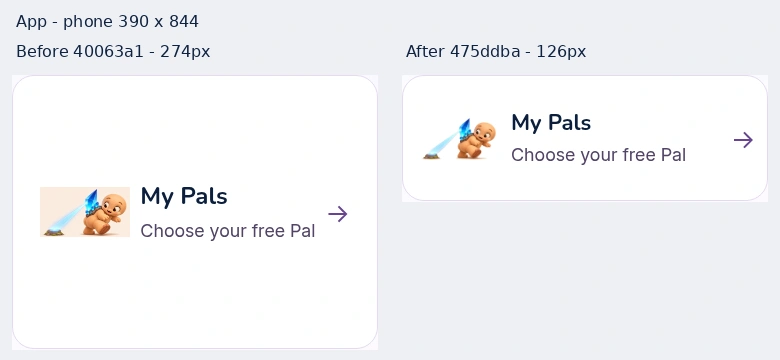 App - phone 390 x 844
Before 40063a1 - 274px
After 475ddba - 126px
My Pals
Choose your free Pal
My Pals
Choose your free Pal